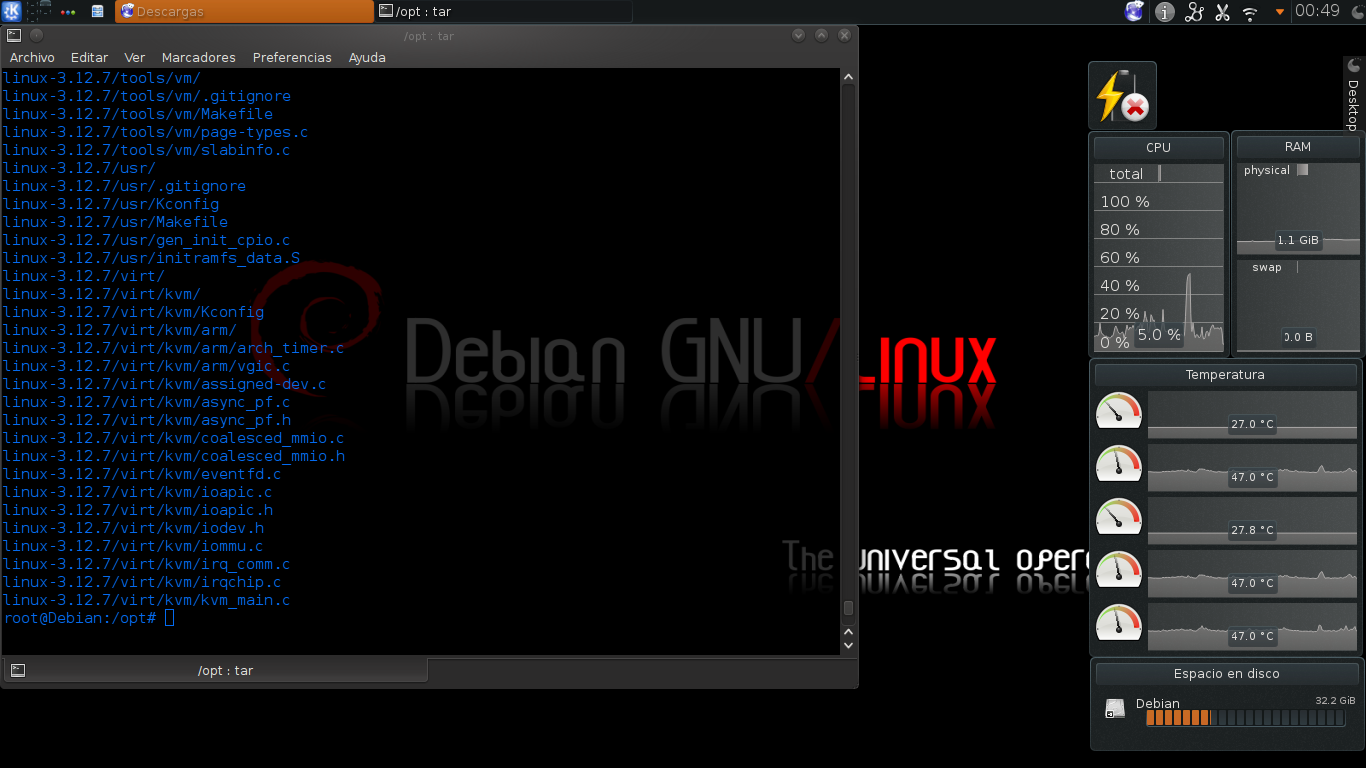 Descargas
/opt : tar
00:49
/opt : tar
Archivo Editar Ver Marcadores Preferencias Ayuda
linux-3.12.7/tools/vm/
linux-3.12.7/tools/vm/.gitignore
linux-3.12.7/tools/vm/Makefile
linux-3.12.7/tools/vm/page-types.c
linux-3.12.7/tools/vm/slabinfo.c
linux-3.12.7/usr/
linux-3.12.7/usr/.gitignore
linux-3.12.7/usr/Kconfig
linux-3.12.7/usr/Makefile
linux-3.12.7/usr/gen_init_cpio.c
linux-3.12.7/usr/initramfs_data.S
linux-3.12.7/virt/
linux-3.12.7/virt/kvm/
linux-3.12.7/virt/kvm/Kconfig
linux-3.12.7/virt/kvm/arm/
linux-3.12.7/virt/kvm/arm/arch_timer.c
linux-3.12.7/virt/kvm/arm/vgic.c
linux-3.12.7/virt/kvm/assigned-dev.c
linux-3.12.7/virt/kvm/async_pf.c
linux-3.12.7/virt/kvm/async_pf.h
linux-3.12.7/virt/kvm/coalesced_mmio.c
linux-3.12.7/virt/kvm/coalesced_mmio.h
linux-3.12.7/virt/kvm/eventfd.c
linux-3.12.7/virt/kvm/ioapic.c
linux-3.12.7/virt/kvm/ioapic.h
linux-3.12.7/virt/kvm/iodev.h
linux-3.12.7/virt/kvm/iommu.c
linux-3.12.7/virt/kvm/irq_comm.c
linux-3.12.7/virt/kvm/irqchip.c
linux-3.12.7/virt/kvm/kvm_main.c
root@Debian:/opt#
/opt : tar
Debian GNU/Linux
The universal opera
Desktop
CPU
total
100 %
80 %
60 %
40 %
20 %
0 %
5.0 %
RAM
physical
1.1 GiB
swap
0.0 B
Temperatura
27.0 °C
47.0 °C
27.8 °C
47.0 °C
47.0 °C
Espacio en disco
Debian 32.2 GiB